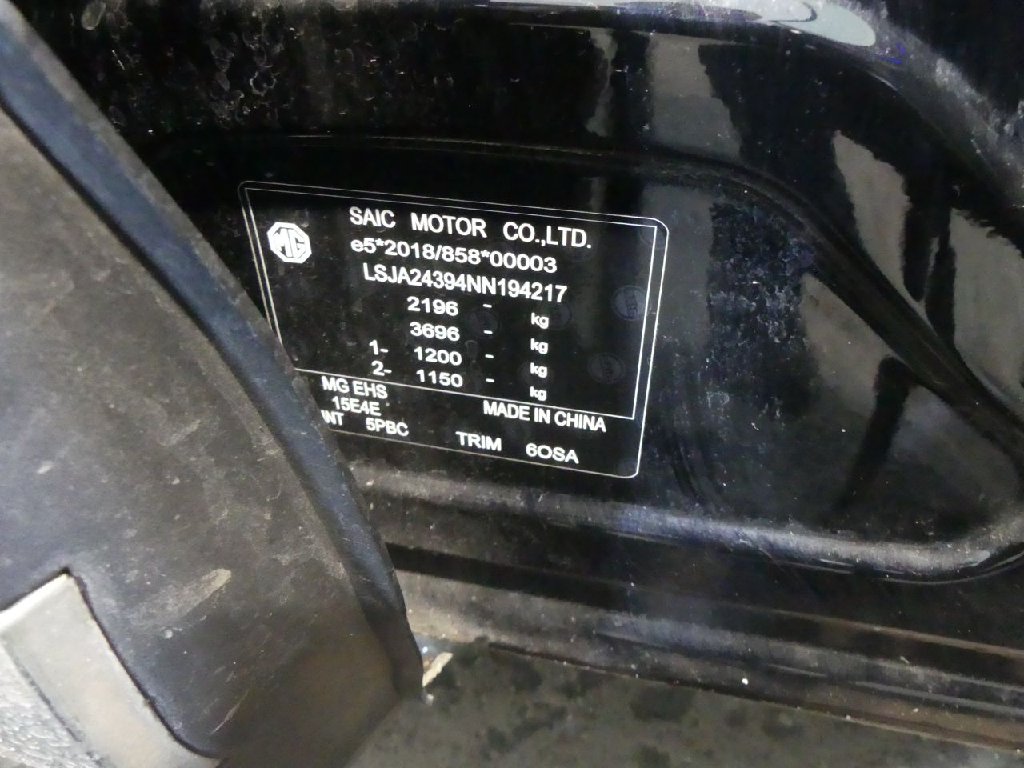 MG
SAIC MOTOR CO.,LTD.
e5*2018/858*00003
LSJA24394NN194217
2196 - kg
3696 - kg
1- 1200 - kg
2- 1150 - kg
MG EHS
15E4E MADE IN CHINA
INT 5PBC TRIM 6OSA